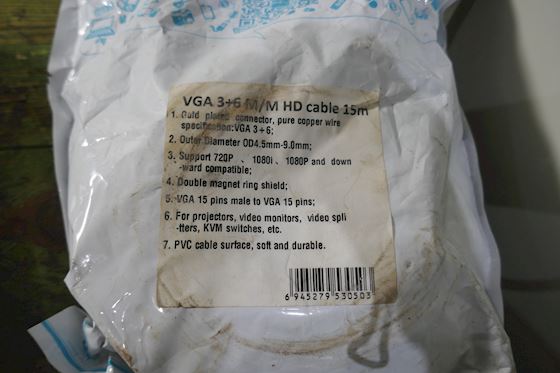 VGA 3+6 M/M HD cable 15m
1. Guld plated connector, pure copper wire
specification:VGA 3+6;
2. Outer Diameter OD4.5mm-9.0mm;
3. Support 720P 、 1080i 、 1080P and down
-ward compatible;
4. Double magnet ring shield;
5. VGA 15 pins male to VGA 15 pins;
6. For projectors, video monitors, video spli
-tters, KVM switches, etc.
7. PVC cable surface, soft and durable.
6 945279 530503